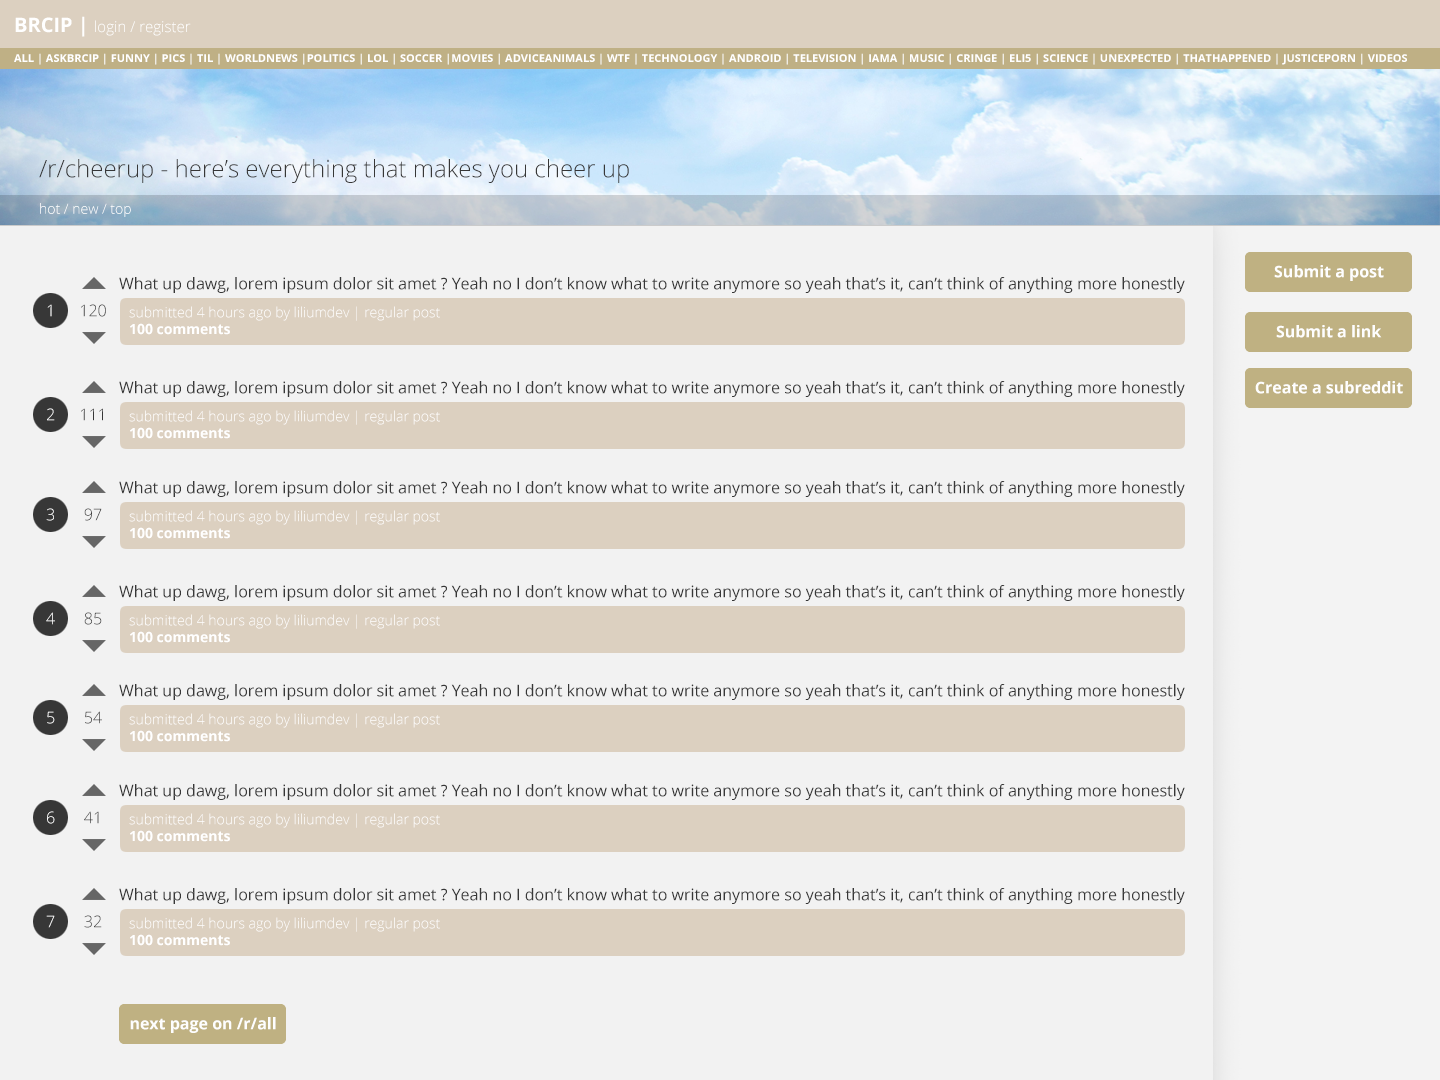 BRCIP | login / register
ALL | ASKBRCIP | FUNNY | PICS | TIL | WORLDNEWS |POLITICS | LOL | SOCCER |MOVIES | ADVICEANIMALS | WTF | TECHNOLOGY | ANDROID | TELEVISION | IAMA | MUSIC | CRINGE | ELI5 | SCIENCE | UNEXPECTED | THATHAPPENED | JUSTICEPORN | VIDEOS
/r/cheerup - here’s everything that makes you cheer up
hot / new / top
What up dawg, lorem ipsum dolor sit amet ? Yeah no I don’t know what to write anymore so yeah that’s it, can’t think of anything more honestly
1 120
submitted 4 hours ago by liliumdev | regular post
100 comments
What up dawg, lorem ipsum dolor sit amet ? Yeah no I don’t know what to write anymore so yeah that’s it, can’t think of anything more honestly
2 111
submitted 4 hours ago by liliumdev | regular post
100 comments
What up dawg, lorem ipsum dolor sit amet ? Yeah no I don’t know what to write anymore so yeah that’s it, can’t think of anything more honestly
3 97
submitted 4 hours ago by liliumdev | regular post
100 comments
What up dawg, lorem ipsum dolor sit amet ? Yeah no I don’t know what to write anymore so yeah that’s it, can’t think of anything more honestly
4 85
submitted 4 hours ago by liliumdev | regular post
100 comments
What up dawg, lorem ipsum dolor sit amet ? Yeah no I don’t know what to write anymore so yeah that’s it, can’t think of anything more honestly
5 54
submitted 4 hours ago by liliumdev | regular post
100 comments
What up dawg, lorem ipsum dolor sit amet ? Yeah no I don’t know what to write anymore so yeah that’s it, can’t think of anything more honestly
6 41
submitted 4 hours ago by liliumdev | regular post
100 comments
What up dawg, lorem ipsum dolor sit amet ? Yeah no I don’t know what to write anymore so yeah that’s it, can’t think of anything more honestly
7 32
submitted 4 hours ago by liliumdev | regular post
100 comments
next page on /r/all
Submit a post
Submit a link
Create a subreddit